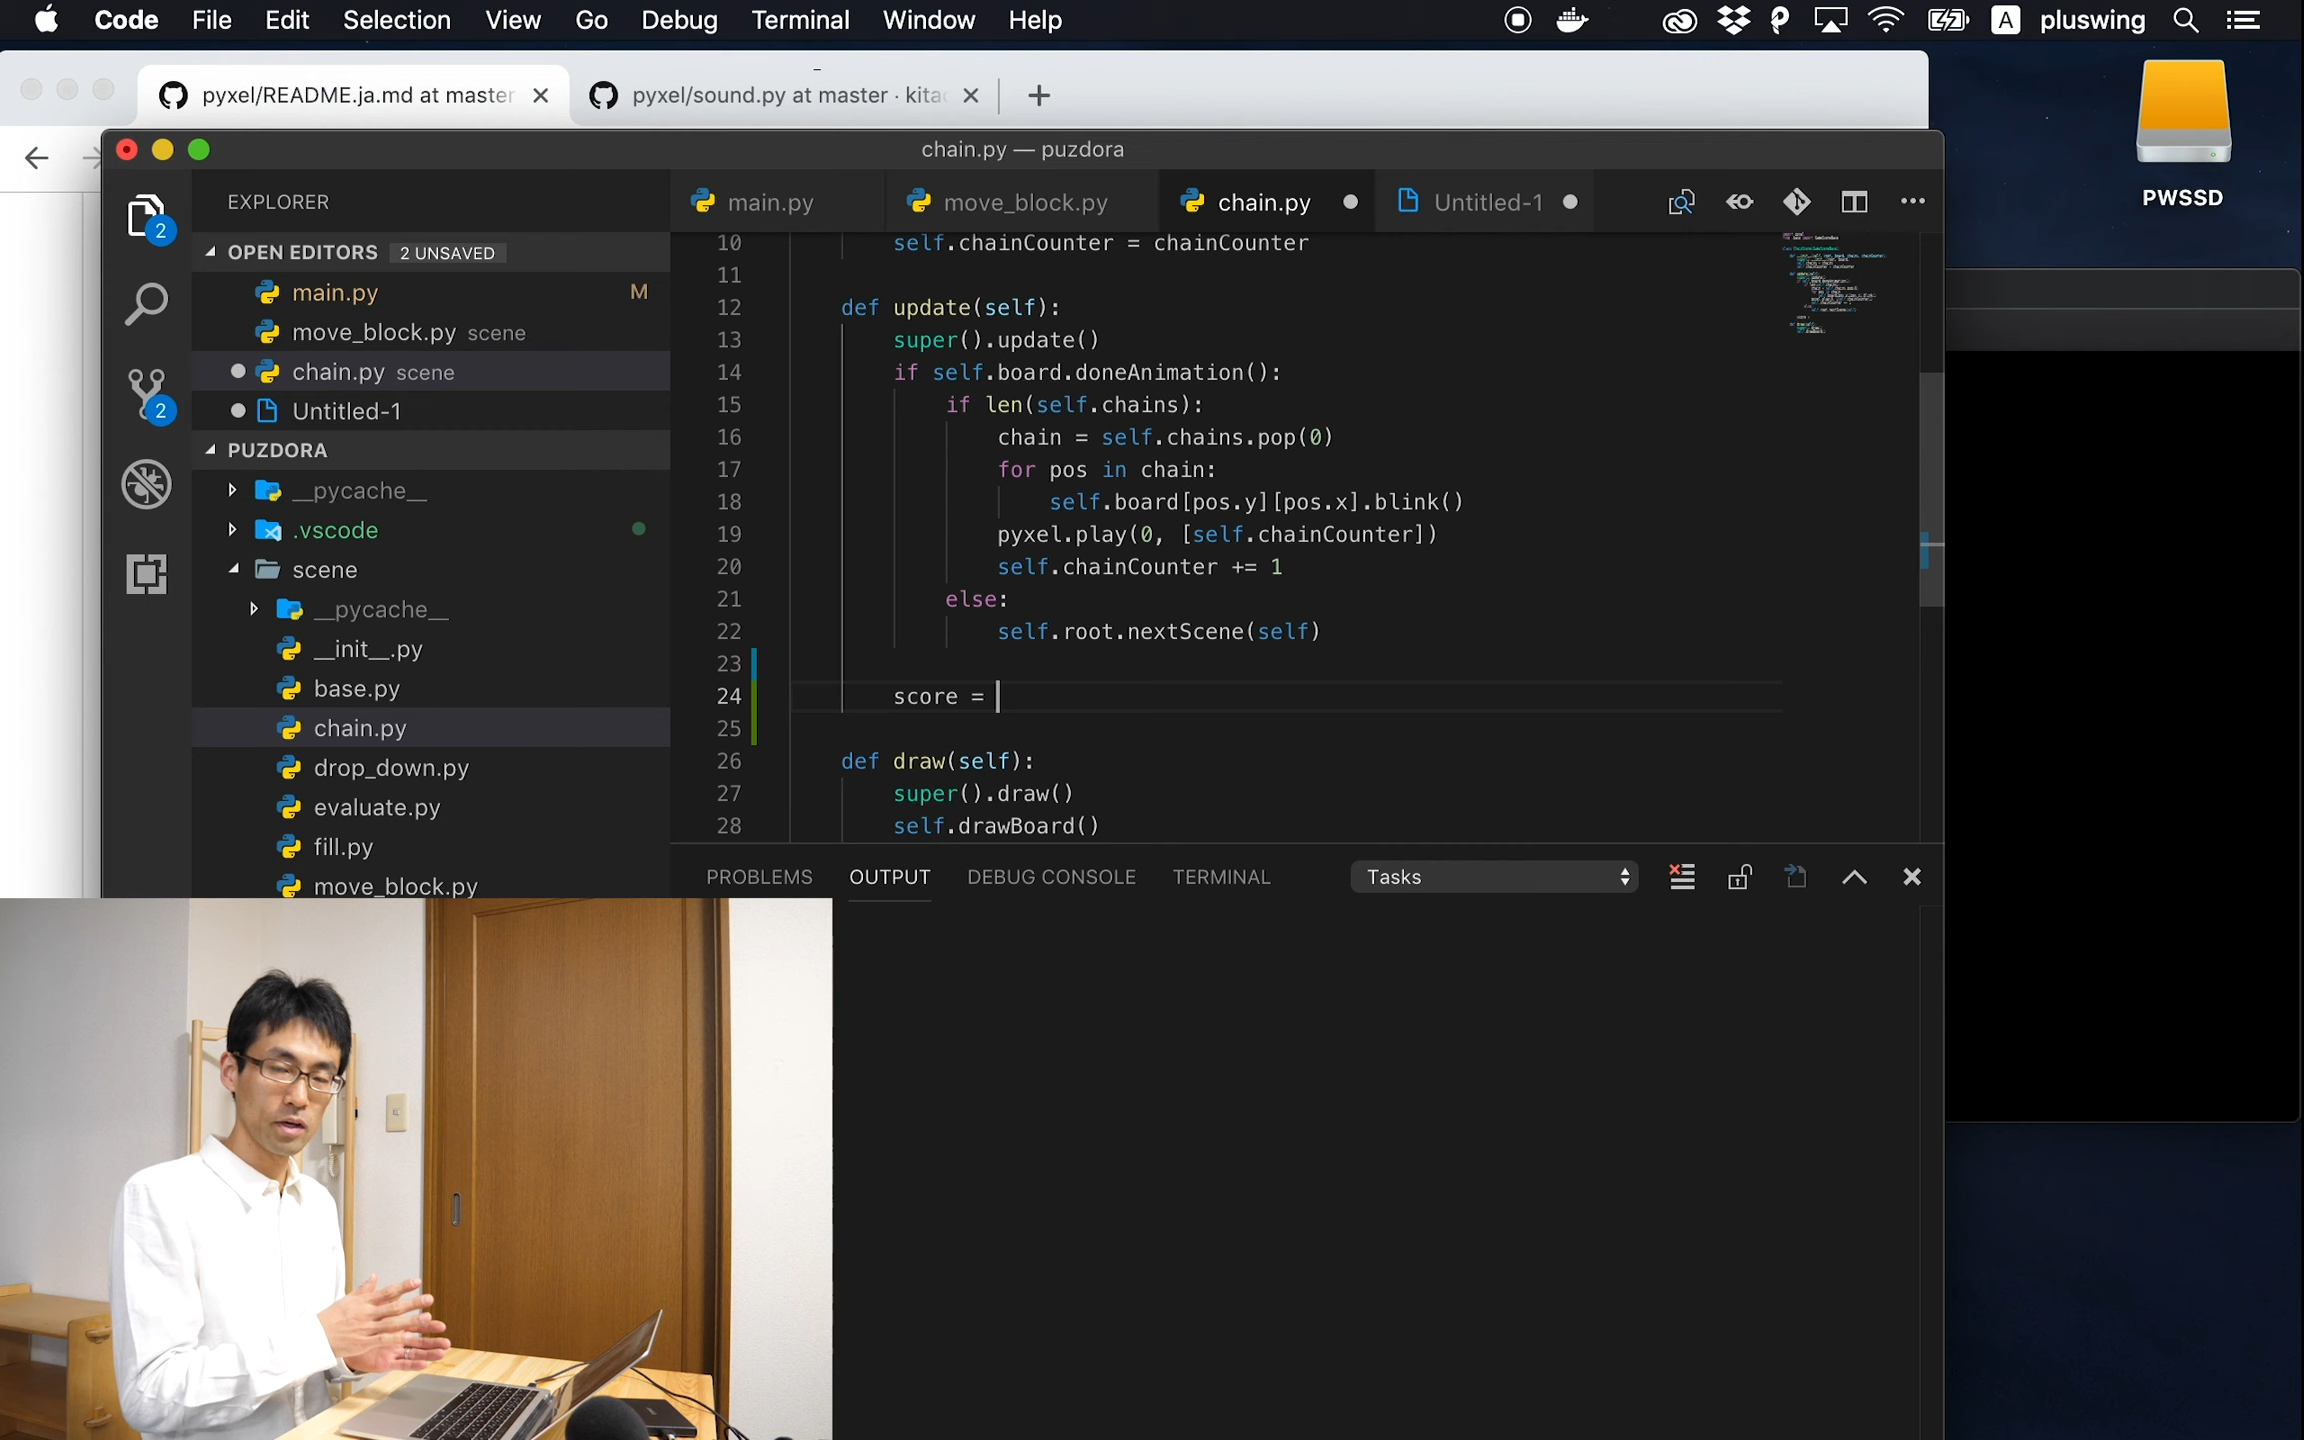 Code File Edit Selection View Go Debug Terminal Window Help A pluswing
pyxel/README.ja.md at master
pyxel/sound.py at master · kita
PWSSD
chain.py — puzdora
EXPLORER
main.py move_block.py chain.py Untitled-1
OPEN EDITORS 2 UNSAVED
main.py M
move_block.py scene
chain.py scene
Untitled-1
PUZDORA
__pycache__
.vscode
scene
__pycache__
__init__.py
base.py
chain.py
drop_down.py
evaluate.py
fill.py
move_block.py
2
2
10 self.chainCounter = chainCounter
11
12 def update(self):
13 super().update()
14 if self.board.doneAnimation():
15 if len(self.chains):
16 chain = self.chains.pop(0)
17 for pos in chain:
18 self.board[pos.y][pos.x].blink()
19 pyxel.play(0, [self.chainCounter])
20 self.chainCounter += 1
21 else:
22 self.root.nextScene(self)
23
24 score =
25
26 def draw(self):
27 super().draw()
28 self.drawBoard()
PROBLEMS OUTPUT DEBUG CONSOLE TERMINAL Tasks